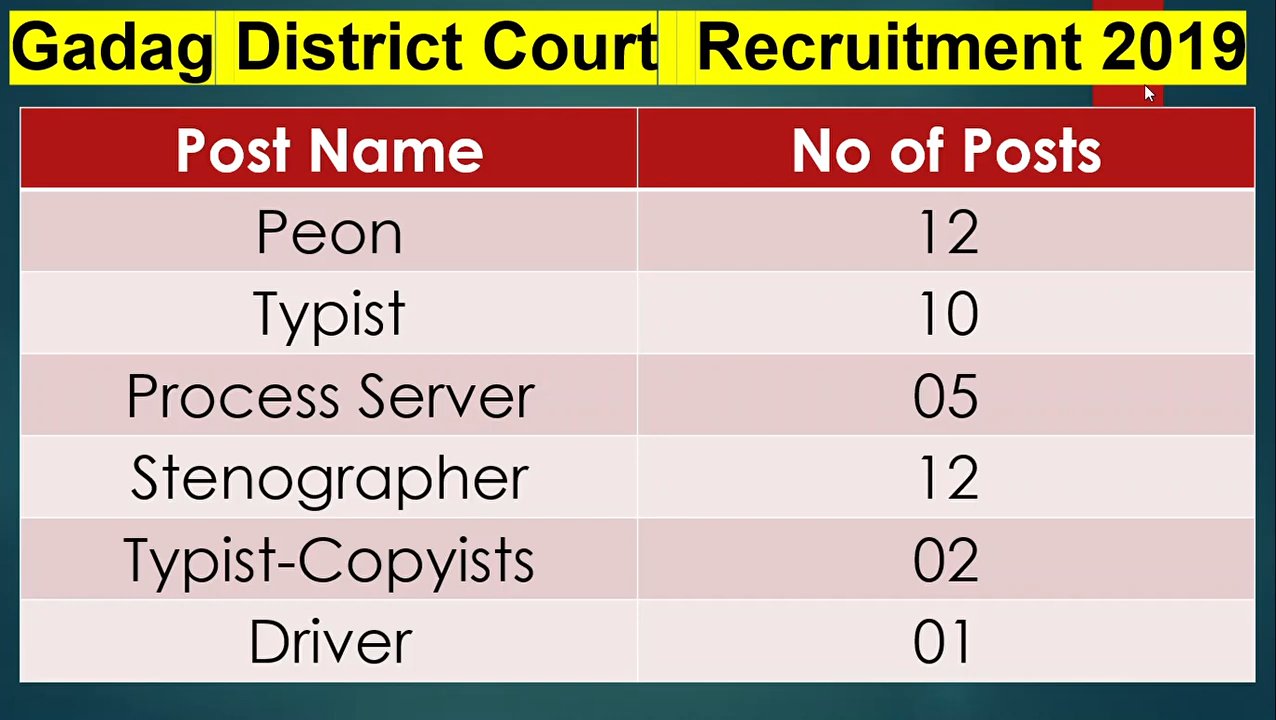 Gadag District Court Recruitment 2019
Post Name No of Posts
Peon 12
Typist 10
Process Server 05
Stenographer 12
Typist-Copyists 02
Driver 01